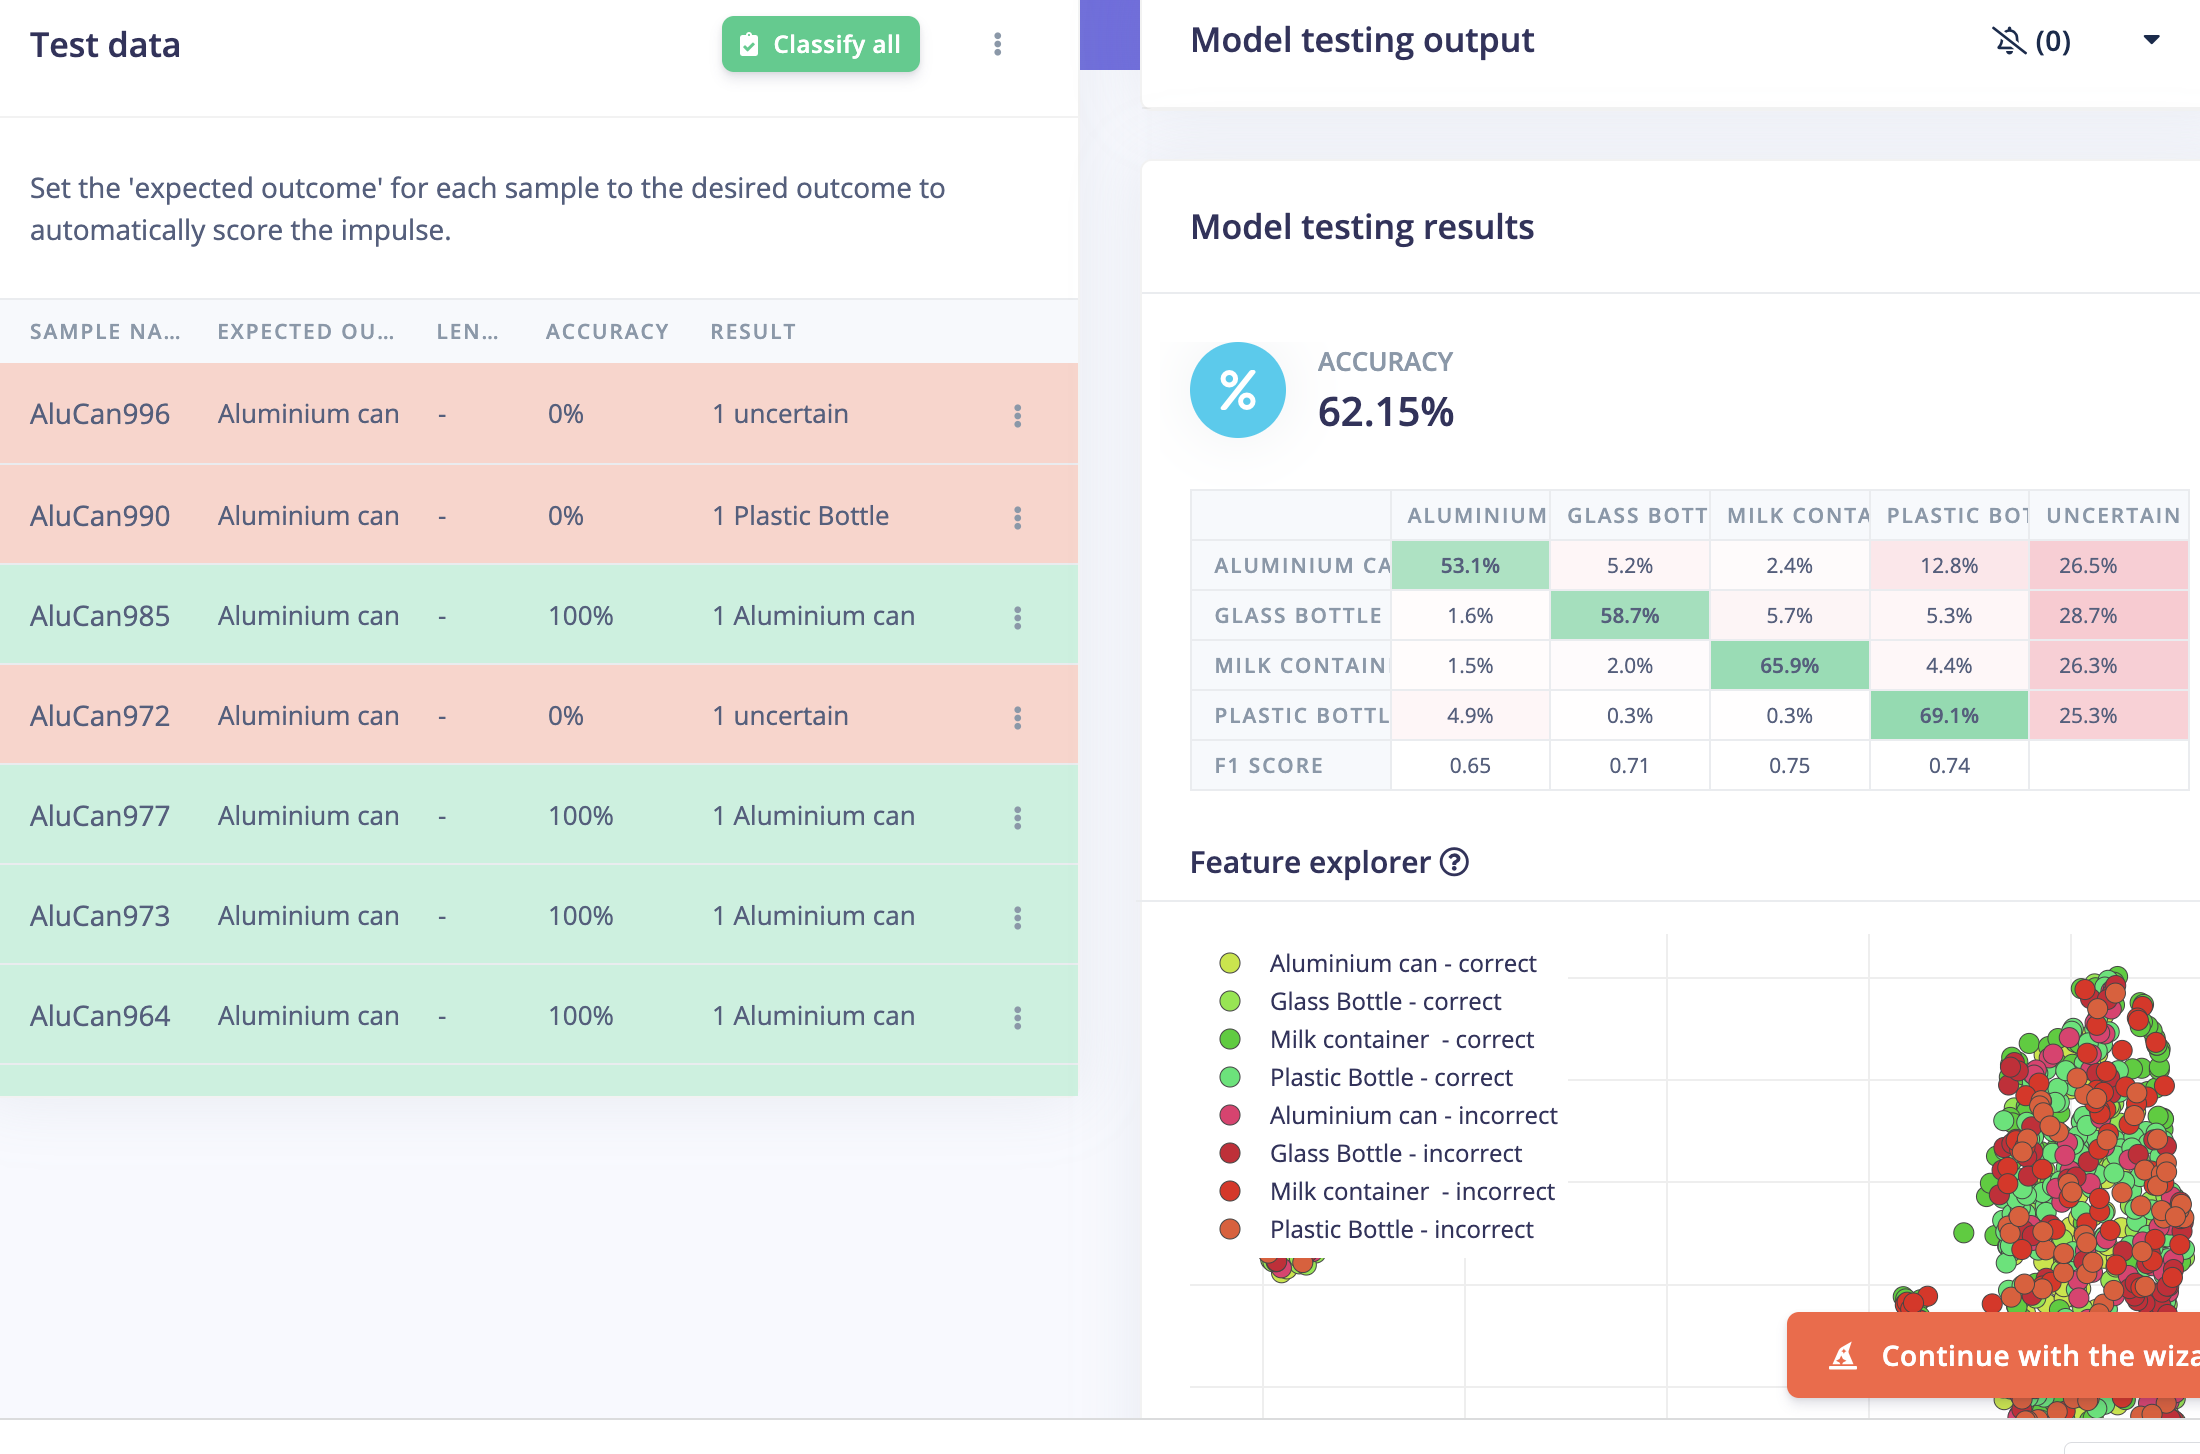 Test data
Classify all
Set the 'expected outcome' for each sample to the desired outcome to
automatically score the impulse.
SAMPLE NA... EXPECTED OU... LEN... ACCURACY RESULT
AluCan996 Aluminium can - 0% 1 uncertain
AluCan990 Aluminium can - 0% 1 Plastic Bottle
AluCan985 Aluminium can - 100% 1 Aluminium can
AluCan972 Aluminium can - 0% 1 uncertain
AluCan977 Aluminium can - 100% 1 Aluminium can
AluCan973 Aluminium can - 100% 1 Aluminium can
AluCan964 Aluminium can - 100% 1 Aluminium can
Model testing output
(0)
Model testing results
%
ACCURACY
62.15%
ALUMINIUM GLASS BOTT MILK CONTA PLASTIC BOT UNCERTAIN
ALUMINIUM CA 53.1% 5.2% 2.4% 12.8% 26.5%
GLASS BOTTLE 1.6% 58.7% 5.7% 5.3% 28.7%
MILK CONTAIN 1.5% 2.0% 65.9% 4.4% 26.3%
PLASTIC BOTTL 4.9% 0.3% 0.3% 69.1% 25.3%
F1 SCORE 0.65 0.71 0.75 0.74
Feature explorer ?
Aluminium can - correct
Glass Bottle - correct
Milk container - correct
Plastic Bottle - correct
Aluminium can - incorrect
Glass Bottle - incorrect
Milk container - incorrect
Plastic Bottle - incorrect
Continue with the wiza